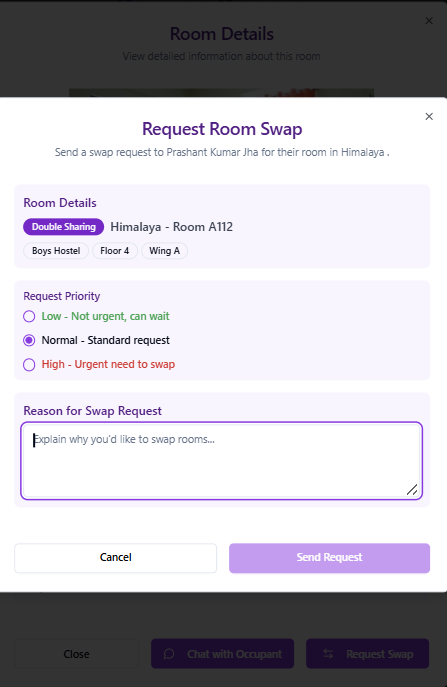 Room Details
View detailed information about this room
Request Room Swap
Send a swap request to Prashant Kumar Jha for their room in Himalaya .
Room Details
Double Sharing Himalaya - Room A112
Boys Hostel Floor 4 Wing A
Request Priority
Low - Not urgent, can wait
Normal - Standard request
High - Urgent need to swap
Reason for Swap Request
Explain why you'd like to swap rooms...
Cancel Send Request
Close Chat with Occupant Request Swap